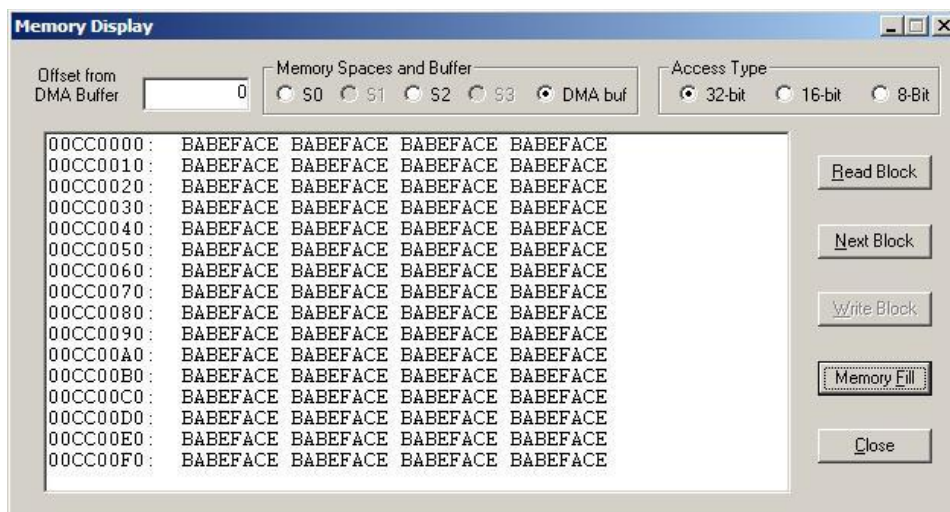 Memory Display
Offset from
DMA Buffer
0
Memory Spaces and Buffer
S0 S1 S2 S3 DMA buf
Access Type
32-bit 16-bit 8-Bit
00CC0000: BABEFACE BABEFACE BABEFACE BABEFACE
00CC0010: BABEFACE BABEFACE BABEFACE BABEFACE
00CC0020: BABEFACE BABEFACE BABEFACE BABEFACE
00CC0030: BABEFACE BABEFACE BABEFACE BABEFACE
00CC0040: BABEFACE BABEFACE BABEFACE BABEFACE
00CC0050: BABEFACE BABEFACE BABEFACE BABEFACE
00CC0060: BABEFACE BABEFACE BABEFACE BABEFACE
00CC0070: BABEFACE BABEFACE BABEFACE BABEFACE
00CC0080: BABEFACE BABEFACE BABEFACE BABEFACE
00CC0090: BABEFACE BABEFACE BABEFACE BABEFACE
00CC00A0: BABEFACE BABEFACE BABEFACE BABEFACE
00CC00B0: BABEFACE BABEFACE BABEFACE BABEFACE
00CC00C0: BABEFACE BABEFACE BABEFACE BABEFACE
00CC00D0: BABEFACE BABEFACE BABEFACE BABEFACE
00CC00E0: BABEFACE BABEFACE BABEFACE BABEFACE
00CC00F0: BABEFACE BABEFACE BABEFACE BABEFACE
Read Block
Next Block
Write Block
Memory Fill
Close